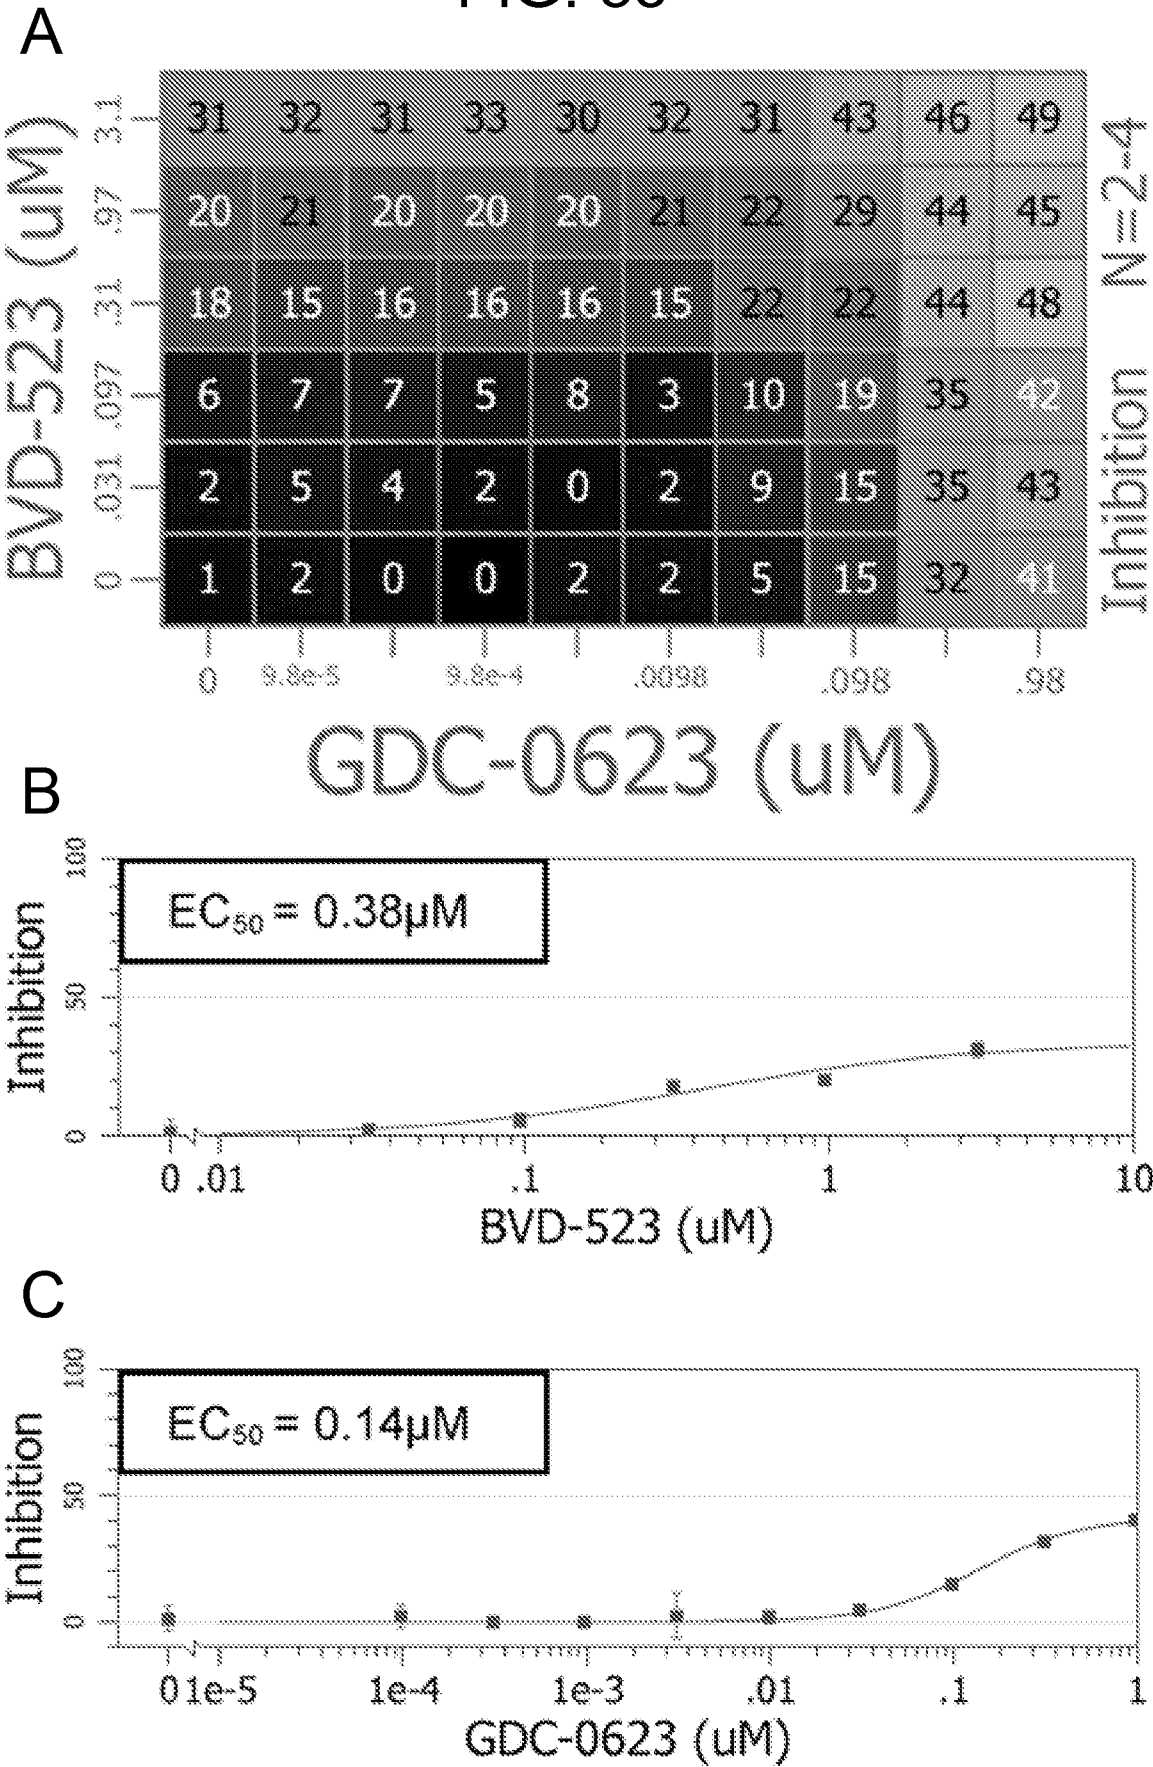 A
BVD-523 (uM)
3.1 31 32 31 33 30 32 31 43 46 49
.97 20 21 20 20 20 21 22 29 44 45
.31 18 15 16 16 16 15 22 22 44 48
.097 6 7 7 5 8 3 10 19 35 42
.031 2 5 4 2 0 2 9 15 35 43
0 1 2 0 0 2 2 5 15 32 41
Inhibition N=2-4
0 9.8e-5 9.8e-4 .0098 .098 .98
GDC-0623 (uM)
B
EC50 = 0.38µM
Inhibition
100
50
0
0 .01 .1 1 10
BVD-523 (uM)
C
EC50 = 0.14µM
Inhibition
100
50
0
0 1e-5 1e-4 1e-3 .01 .1 1
GDC-0623 (uM)